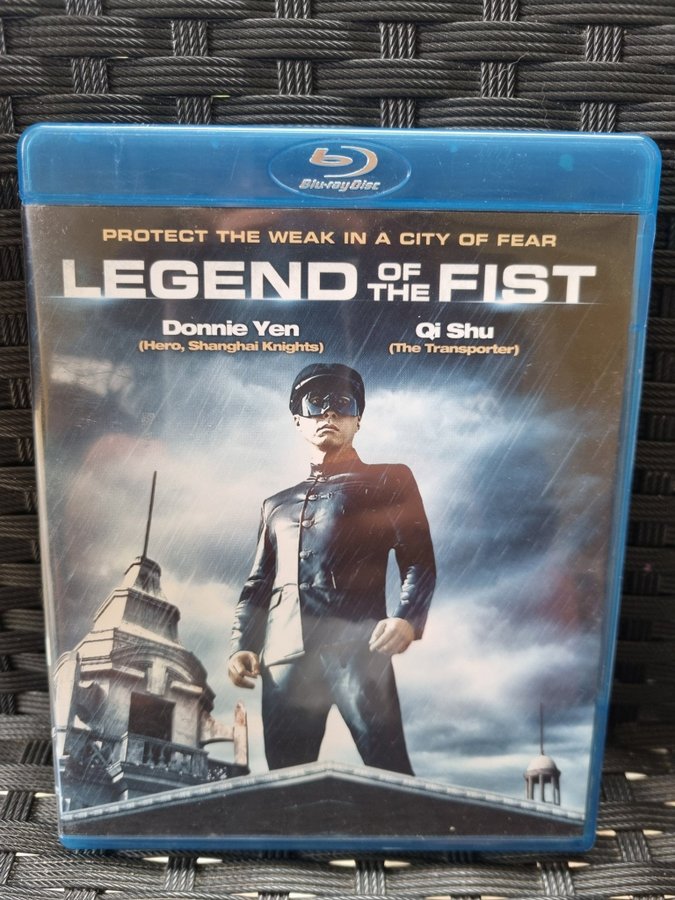 Blu-ray Disc
PROTECT THE WEAK IN A CITY OF FEAR
LEGEND OF THE FIST
Donnie Yen Qi Shu
(Hero, Shanghai Knights) (The Transporter)